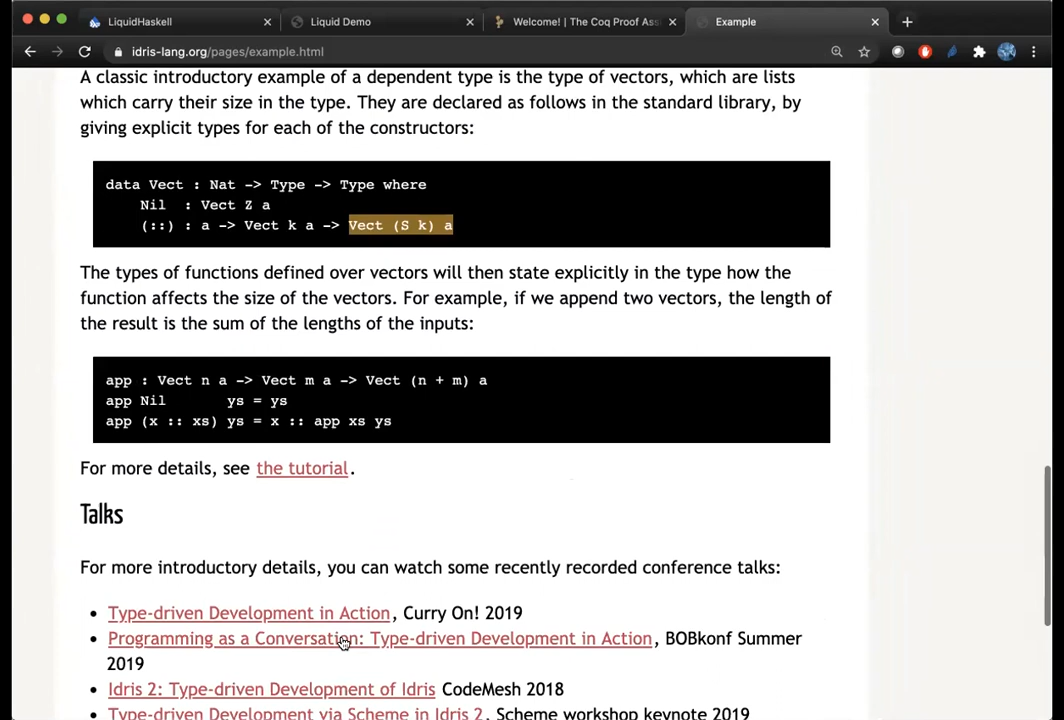 LiquidHaskell
Liquid Demo
Welcome! | The Coq Proof Ass
Example
idris-lang.org/pages/example.html
A classic introductory example of a dependent type is the type of vectors, which are lists
which carry their size in the type. They are declared as follows in the standard library, by
giving explicit types for each of the constructors:
data Vect : Nat -> Type -> Type where
Nil : Vect Z a
(::) : a -> Vect k a -> Vect (S k) a
The types of functions defined over vectors will then state explicitly in the type how the
function affects the size of the vectors. For example, if we append two vectors, the length of
the result is the sum of the lengths of the inputs:
app : Vect n a -> Vect m a -> Vect (n + m) a
app Nil ys = ys
app (x :: xs) ys = x :: app xs ys
For more details, see the tutorial.
Talks
For more introductory details, you can watch some recently recorded conference talks:
• Type-driven Development in Action, Curry On! 2019
• Programming as a Conversation: Type-driven Development in Action, BOBkonf Summer
2019
• Idris 2: Type-driven Development of Idris CodeMesh 2018
Type-driven Development via Scheme in Idris 2, Scheme workshop keynote 2019